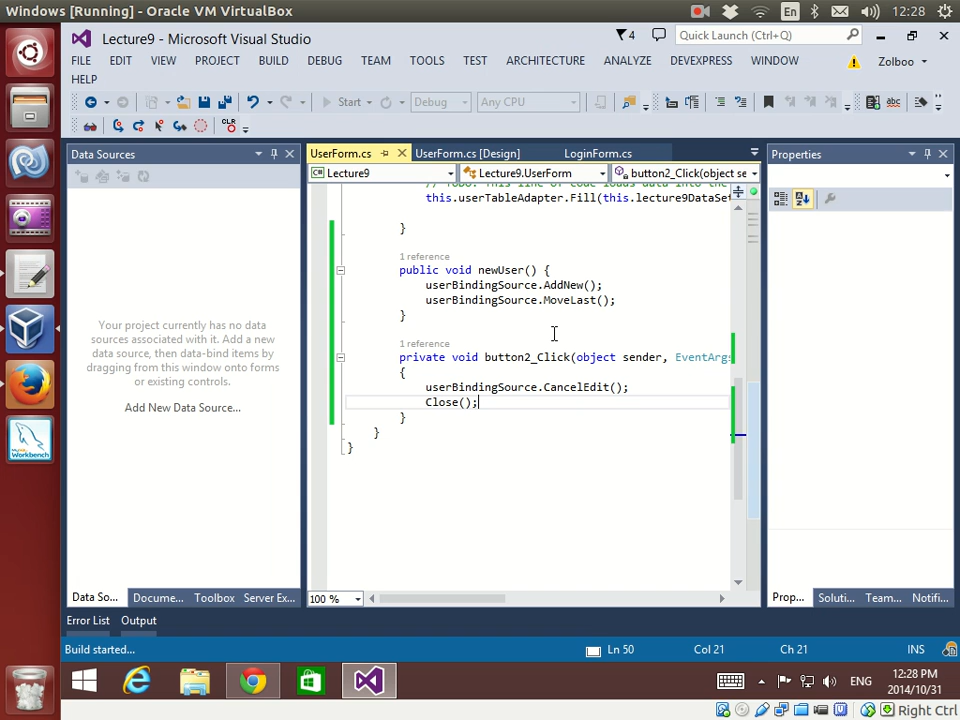 Windows [Running] - Oracle VM VirtualBox
En
12:28
Lecture9 - Microsoft Visual Studio
4
Quick Launch (Ctrl+Q)
FILE EDIT VIEW PROJECT BUILD DEBUG TEAM TOOLS TEST ARCHITECTURE ANALYZE DEVEXPRESS WINDOW
Zolboo
HELP
Start
Debug
Any CPU
abc
CLR
Data Sources
UserForm.cs
UserForm.cs [Design]
LoginForm.cs
Properties
C# Lecture9
Lecture9.UserForm
button2_Click(object se
this.userTableAdapter.Fill(this.lecture9DataSe
}
1 reference
public void newUser() {
userBindingSource.AddNew();
userBindingSource.MoveLast();
}
1 reference
private void button2_Click(object sender, EventArgs
{
userBindingSource.CancelEdit();
Close();
}
}
}
Your project currently has no data
sources associated with it. Add a new
data source, then data-bind items by
dragging from this window onto forms
or existing controls.
Add New Data Source...
MySQL
Workbench
100 %
Data So...
Docume...
Toolbox
Server Ex...
Prop...
Soluti...
Team...
Notifi...
Error List
Output
Build started...
Ln 50
Col 21
Ch 21
INS
ENG
12:28 PM
2014/10/31
Right Ctrl